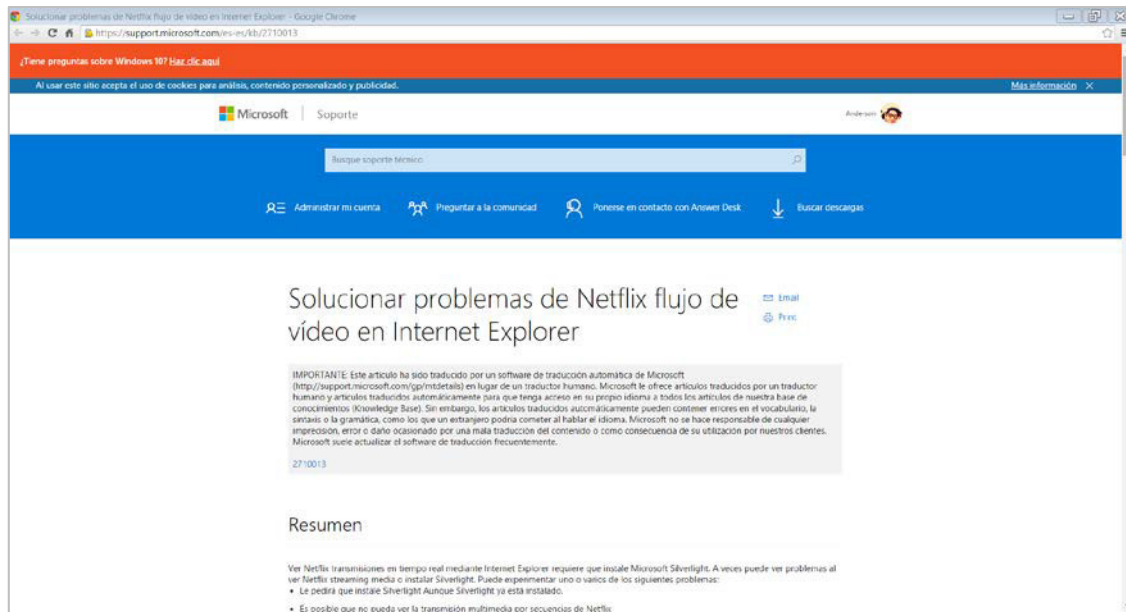 Solucionar problemas de Netflix flujo de vídeo en Internet Explorer - Google Chrome
https://support.microsoft.com/es-es/kb/2710013
¿Tiene preguntas sobre Windows 10? Haz clic aquí
Al usar este sitio acepta el uso de cookies para análisis, contenido personalizado y publicidad.
Más información
Microsoft
Soporte
Anderson
Busque soporte técnico
Administrar mi cuenta
Preguntar a la comunidad
Ponerse en contacto con Answer Desk
Buscar descargas
Solucionar problemas de Netflix flujo de
vídeo en Internet Explorer
Email
Print
IMPORTANTE: Este artículo ha sido traducido por un software de traducción automática de Microsoft
(http://support.microsoft.com/gp/mtdetails) en lugar de un traductor humano. Microsoft le ofrece artículos traducidos por un traductor
humano y artículos traducidos automáticamente para que tenga acceso en su propio idioma a todos los artículos de nuestra base de
conocimientos (Knowledge Base). Sin embargo, los artículos traducidos automáticamente pueden contener errores en el vocabulario, la
sintaxis o la gramática, como los que un extranjero podría cometer al hablar el idioma. Microsoft no se hace responsable de cualquier
imprecisión, error o daño ocasionado por una mala traducción del contenido o como consecuencia de su utilización por nuestros clientes.
Microsoft suele actualizar el software de traducción frecuentemente.
2710013
Resumen
Ver Netflix transmisiones en tiempo real mediante Internet Explorer requiere que instale Microsoft Silverlight. A veces puede ver problemas al
ver Netflix streaming media o instalar Silverlight. Puede experimentar uno o varios de los siguientes problemas:
• Le pedirá que instale Silverlight Aunque Silverlight ya está instalado.
• Es posible que no pueda ver la transmisión multimedia por secuencias de Netflix